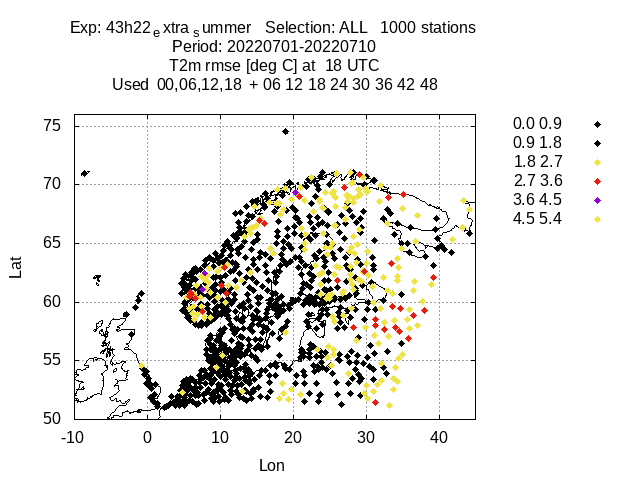 Exp: 43h22extrasummer   Selection: ALL   1000 stations
Period: 20220701-20220710
T2m rmse [deg C] at  18 UTC
Used  00,06,12,18  + 06 12 18 24 30 36 42 48
0.0 0.9
0.9 1.8
1.8 2.7
2.7 3.6
3.6 4.5
4.5 5.4
75
70
65
60
55
50
Lat
-10 0 10 20 30 40
Lon